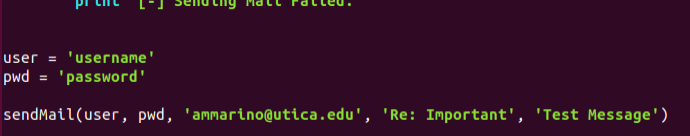 print "[-] Sending Mail Failed."
user = 'username'
pwd = 'password'
sendMail(user, pwd, 'ammarino@utica.edu', 'Re: Important', 'Test Message')